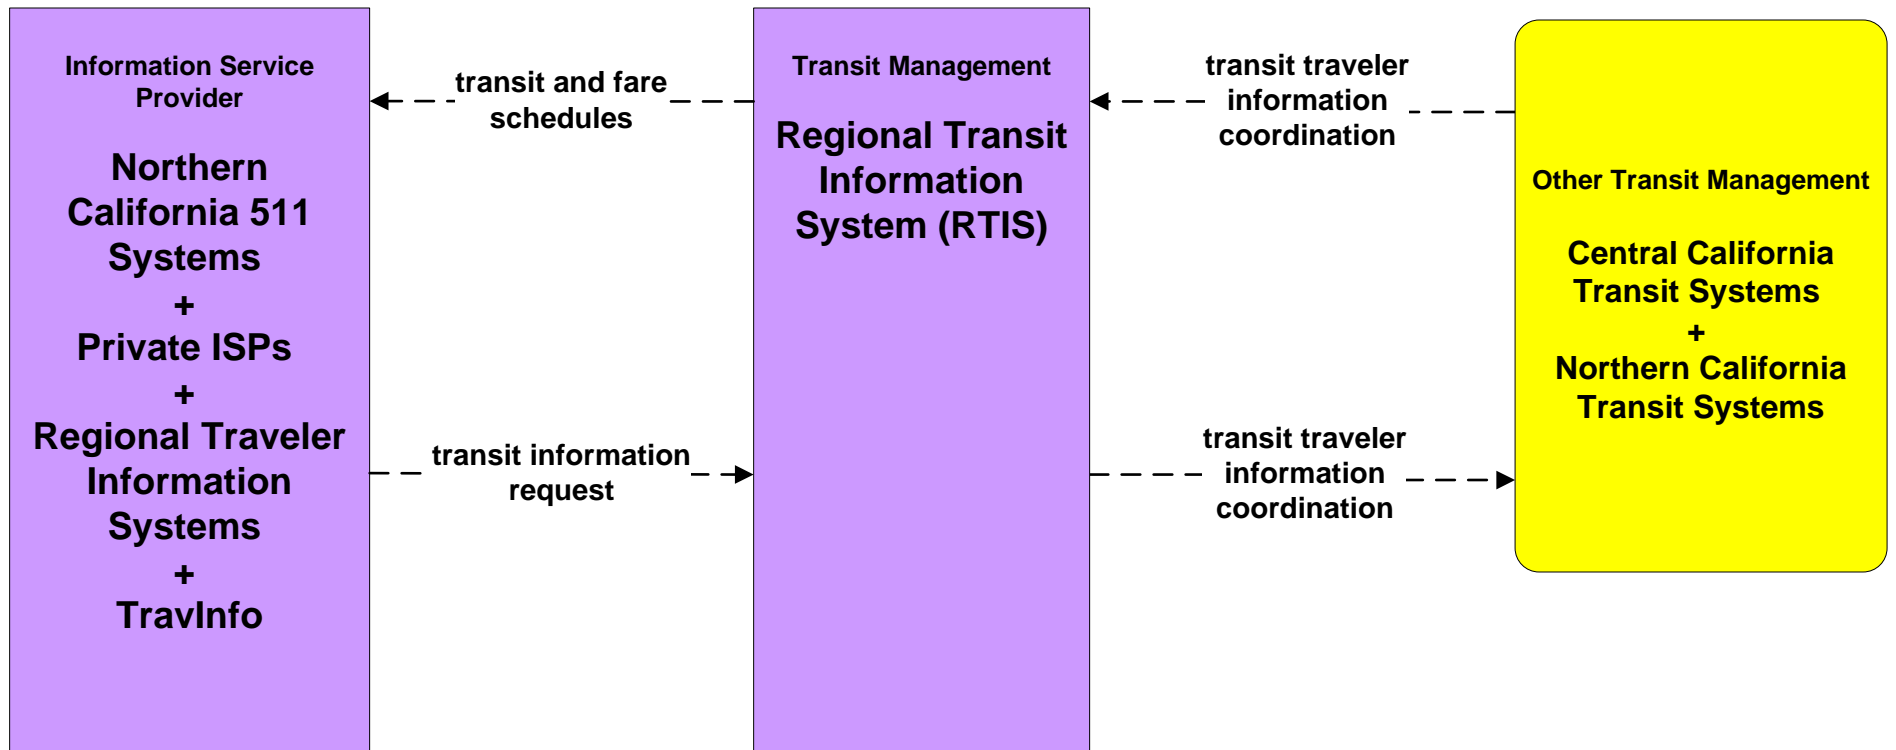 Information Service
Provider
Northern
California 511
Systems
+
Private ISPs
+
Regional Traveler
Information
Systems
+
TravInfo
transit and fare
schedules
transit information
request
Transit Management
Regional Transit
Information
System (RTIS)
transit traveler
information
coordination
transit traveler
information
coordination
Other Transit Management
Central California
Transit Systems
+
Northern California
Transit Systems